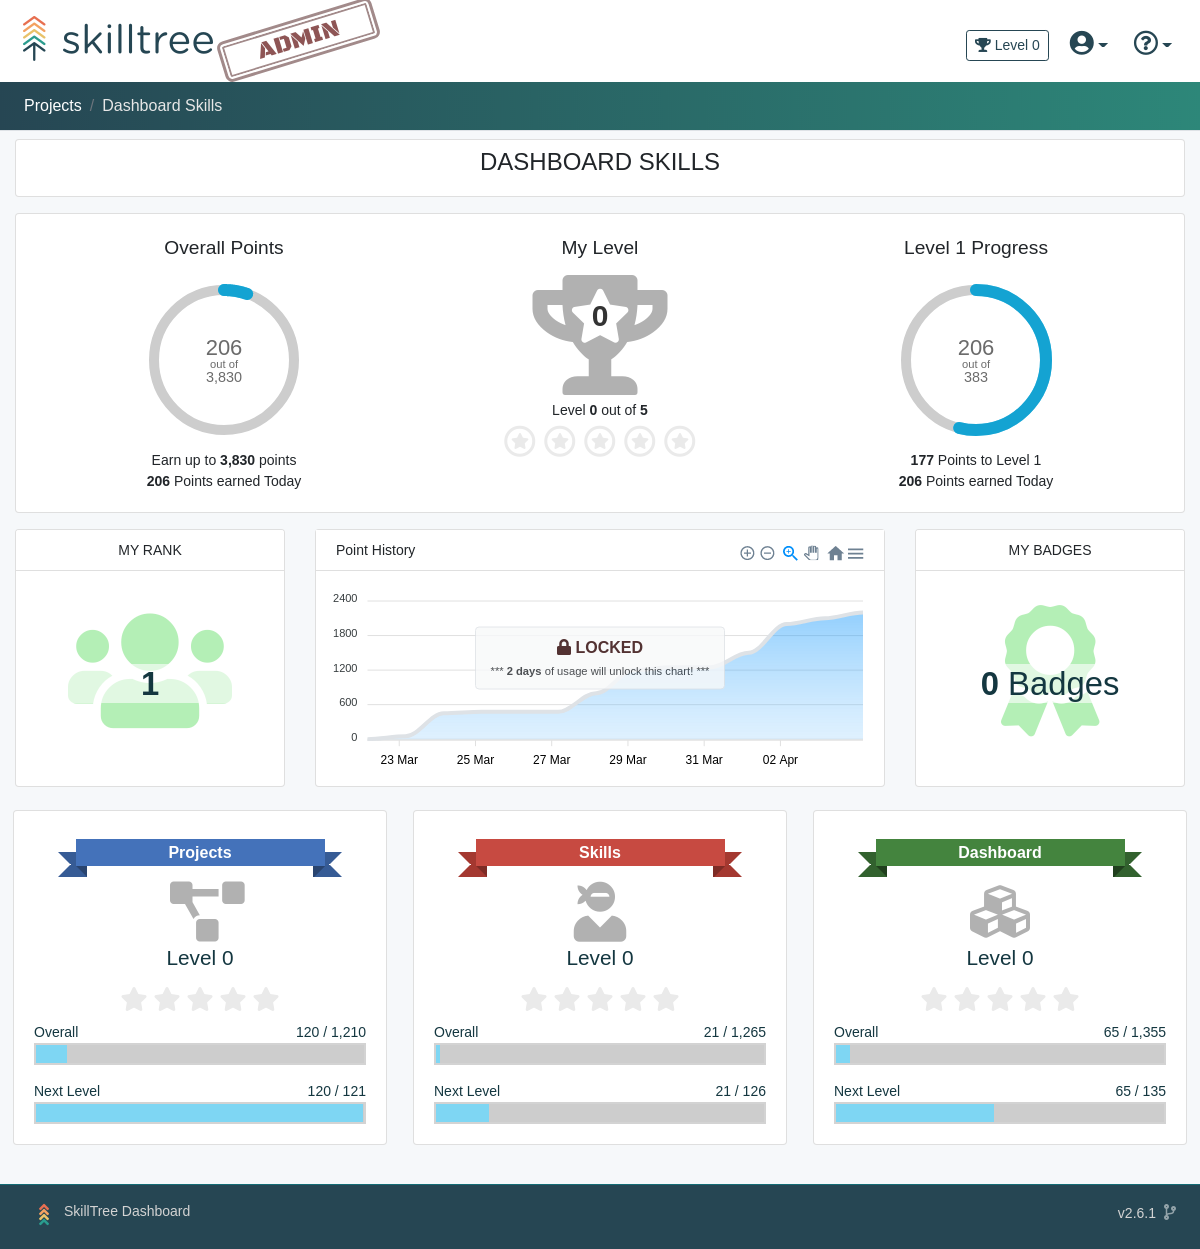 skilltree
ADMIN
Level 0
Projects / Dashboard Skills
DASHBOARD SKILLS
Overall Points
206
out of
3,830
Earn up to 3,830 points
206 Points earned Today
My Level
0
Level 0 out of 5
Level 1 Progress
206
out of
383
177 Points to Level 1
206 Points earned Today
MY RANK
1
Point History
2400
1800
1200
600
0
LOCKED
*** 2 days of usage will unlock this chart! ***
23 Mar 25 Mar 27 Mar 29 Mar 31 Mar 02 Apr
MY BADGES
0 Badges
Projects
Level 0
Overall 120 / 1,210
Next Level 120 / 121
Skills
Level 0
Overall 21 / 1,265
Next Level 21 / 126
Dashboard
Level 0
Overall 65 / 1,355
Next Level 65 / 135
SkillTree Dashboard
v2.6.1